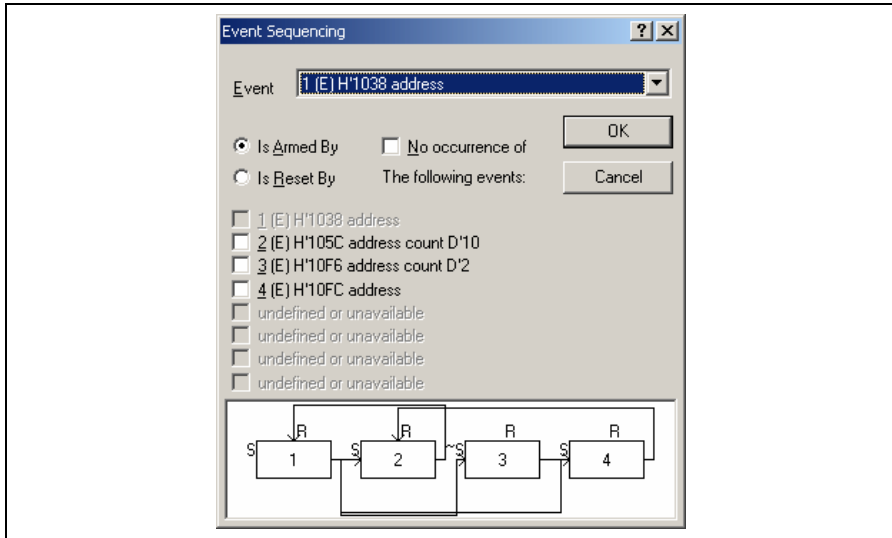 Event Sequencing
Event 1 (E) H'1038 address
OK
Is Armed By No occurrence of
Is Reset By The following events: Cancel
1 (E) H'1038 address
2 (E) H'105C address count D'10
3 (E) H'10F6 address count D'2
4 (E) H'10FC address
undefined or unavailable
undefined or unavailable
undefined or unavailable
undefined or unavailable
R R R R
S 1 S 2 ~S 3 S 4